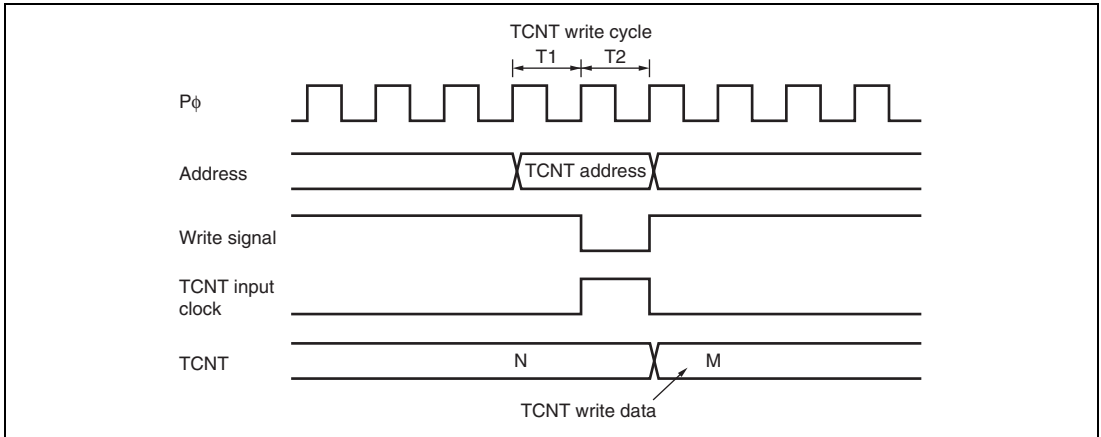 TCNT write cycle
T1 T2
Pϕ
Address
TCNT address
Write signal
TCNT input
clock
TCNT
N
M
TCNT write data